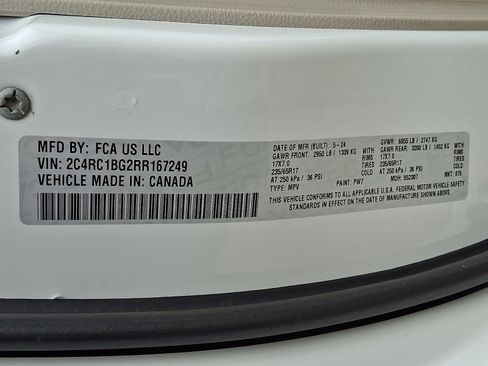 MFD BY: FCA US LLC
VIN: 2C4RC1BG2RR167249
VEHICLE MADE IN: CANADA
DATE OF MFR (BUILT): 5-24
GAWR FRONT: 2950 LB / 1339 KG
17X7.0
235/65R17
AT 250 kPa / 36 PSI
TYPE: MPV
WITH
RIMS
TIRES
COLD
PAINT: PW7
GVWR: 6055 LB / 2747 KG
GAWR REAR: 3200 LB / 1452 KG
17X7.0
235/65R17
AT 250 kPa / 36 PSI
MDH: 052307
WITH
RIMS
TIRES
COLD
THIS VEHICLE CONFORMS TO ALL APPLICABLE U.S.A. FEDERAL MOTOR VEHICLE SAFETY
STANDARDS IN EFFECT ON THE DATE OF MANUFACTURE SHOWN ABOVE.